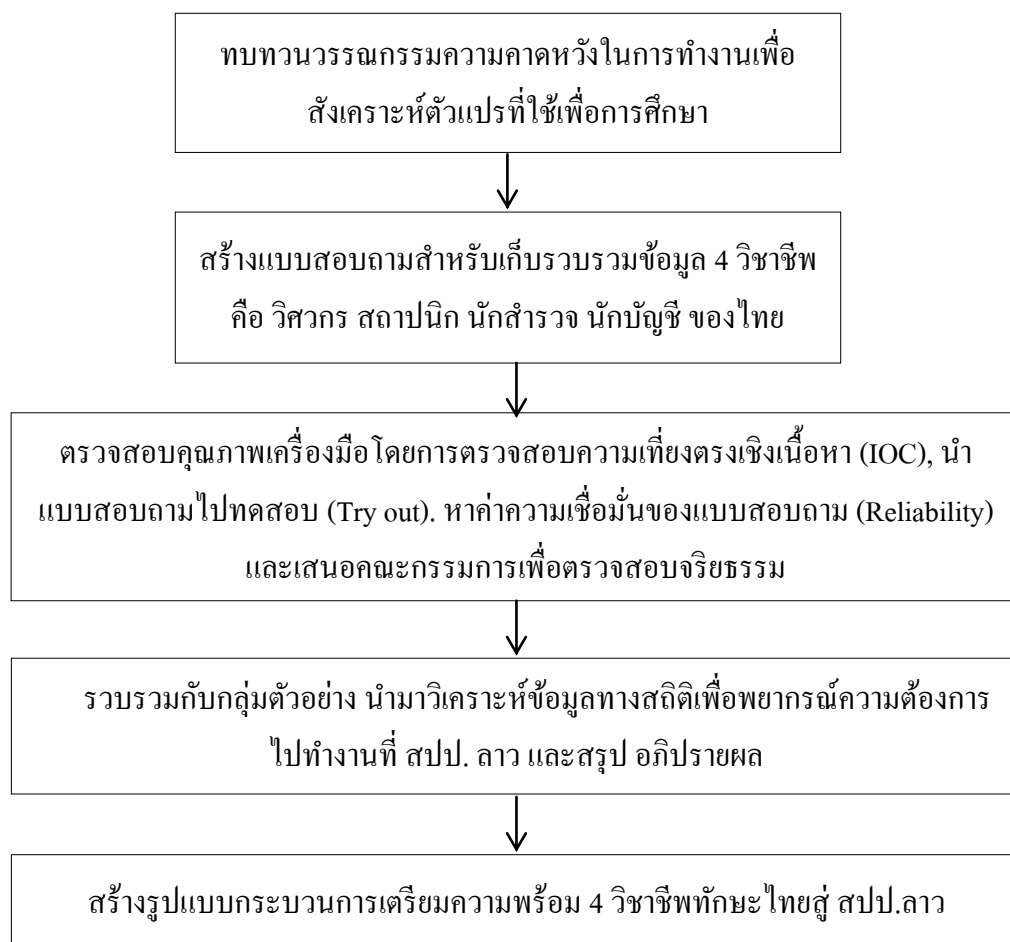 ทบทวนวรรณกรรมความคาดหวังในการทำงานเพื่อ
สังเคราะห์ตัวแปรที่ใช้เพื่อการศึกษา
สร้างแบบสอบถามสำหรับเก็บรวบรวมข้อมูล 4 วิชาชีพ
คือ วิศวกร สถาปนิก นักสำรวจ นักบัญชี ของไทย
ตรวจสอบคุณภาพเครื่องมือโดยการตรวจสอบความเที่ยงตรงเชิงเนื้อหา (IOC), นำ
แบบสอบถามไปทดสอบ (Try out). หาค่าความเชื่อมั่นของแบบสอบถาม (Reliability)
และเสนอคณะกรรมการเพื่อตรวจสอบจริยธรรม
รวบรวมกับกลุ่มตัวอย่าง นำมาวิเคราะห์ข้อมูลทางสถิติเพื่อพยากรณ์ความต้องการ
ไปทำงานที่ สปป. ลาว และสรุป อภิปรายผล
สร้างรูปแบบกระบวนการเตรียมความพร้อม 4 วิชาชีพทักษะไทยสู่ สปป.ลาว